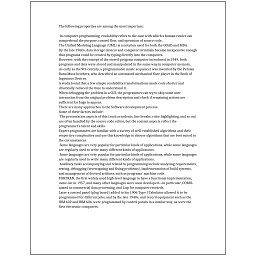 The following properties are among the most important:
In computer programming, readability refers to the ease with which a human reader can
comprehend the purpose, control flow, and operation of source code.
The Unified Modeling Language (UML) is a notation used for both the OOAD and MDA.
By the late 1960s, data storage devices and computer terminals became inexpensive enough
that programs could be created by typing directly into the computers.
However, with the concept of the stored-program computer introduced in 1949, both
programs and data were stored and manipulated in the same way in computer memory.
As early as the 9th century, a programmable music sequencer was invented by the Persian
Banu Musa brothers, who described an automated mechanical flute player in the Book of
Ingenious Devices.
A study found that a few simple readability transformations made code shorter and
drastically reduced the time to understand it.
When debugging the problem in a GUI, the programmer can try to skip some user
interaction from the original problem description and check if remaining actions are
sufficient for bugs to appear.
There are many approaches to the Software development process.
Some of these factors include:
The presentation aspects of this (such as indents, line breaks, color highlighting, and so on)
are often handled by the source code editor, but the content aspects reflect the
programmer's talent and skills.
Expert programmers are familiar with a variety of well-established algorithms and their
respective complexities and use this knowledge to choose algorithms that are best suited to
the circumstances.
Some languages are very popular for particular kinds of applications, while some languages
are regularly used to write many different kinds of applications.
Some languages are very popular for particular kinds of applications, while some languages
are regularly used to write many different kinds of applications.
Auxiliary tasks accompanying and related to programming include analyzing requirements,
testing, debugging (investigating and fixing problems), implementation of build systems,
and management of derived artifacts, such as programs' machine code.
FORTRAN, the first widely used high-level language to have a functional implementation,
came out in 1957, and many other languages were soon developed—in particular, COBOL
aimed at commercial data processing, and Lisp for computer research.
Later a control panel (plug board) added to his 1906 Type I Tabulator allowed it to be
programmed for different jobs, and by the late 1940s, unit record equipment such as the
IBM 602 and IBM 604, were programmed by control panels in a similar way, as were the
first electronic computers.